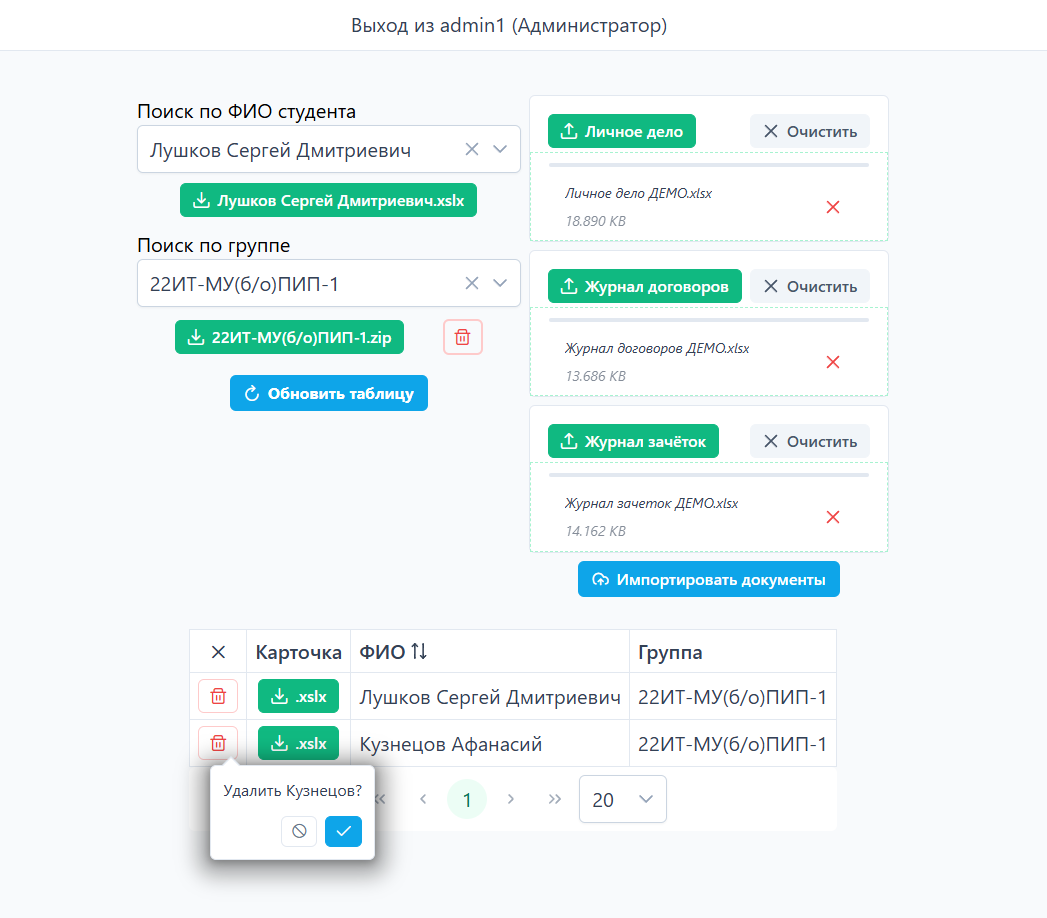 Выход из admin1 (Администратор)
Поиск по ФИО студента
Лушков Сергей Дмитриевич
Лушков Сергей Дмитриевич.xslx
Поиск по группе
22ИТ-МУ(б/о)ПИП-1
22ИТ-МУ(б/о)ПИП-1.zip
Обновить таблицу
Личное дело
Очистить
Личное дело ДЕМО.xlsx
18.890 KB
Журнал договоров
Очистить
Журнал договоров ДЕМО.xlsx
13.686 KB
Журнал зачёток
Очистить
Журнал зачеток ДЕМО.xlsx
14.162 KB
Импортировать документы
Карточка ФИО Группа
.xslx Лушков Сергей Дмитриевич 22ИТ-МУ(б/о)ПИП-1
.xslx Кузнецов Афанасий 22ИТ-МУ(б/о)ПИП-1
Удалить Кузнецов?
1
20